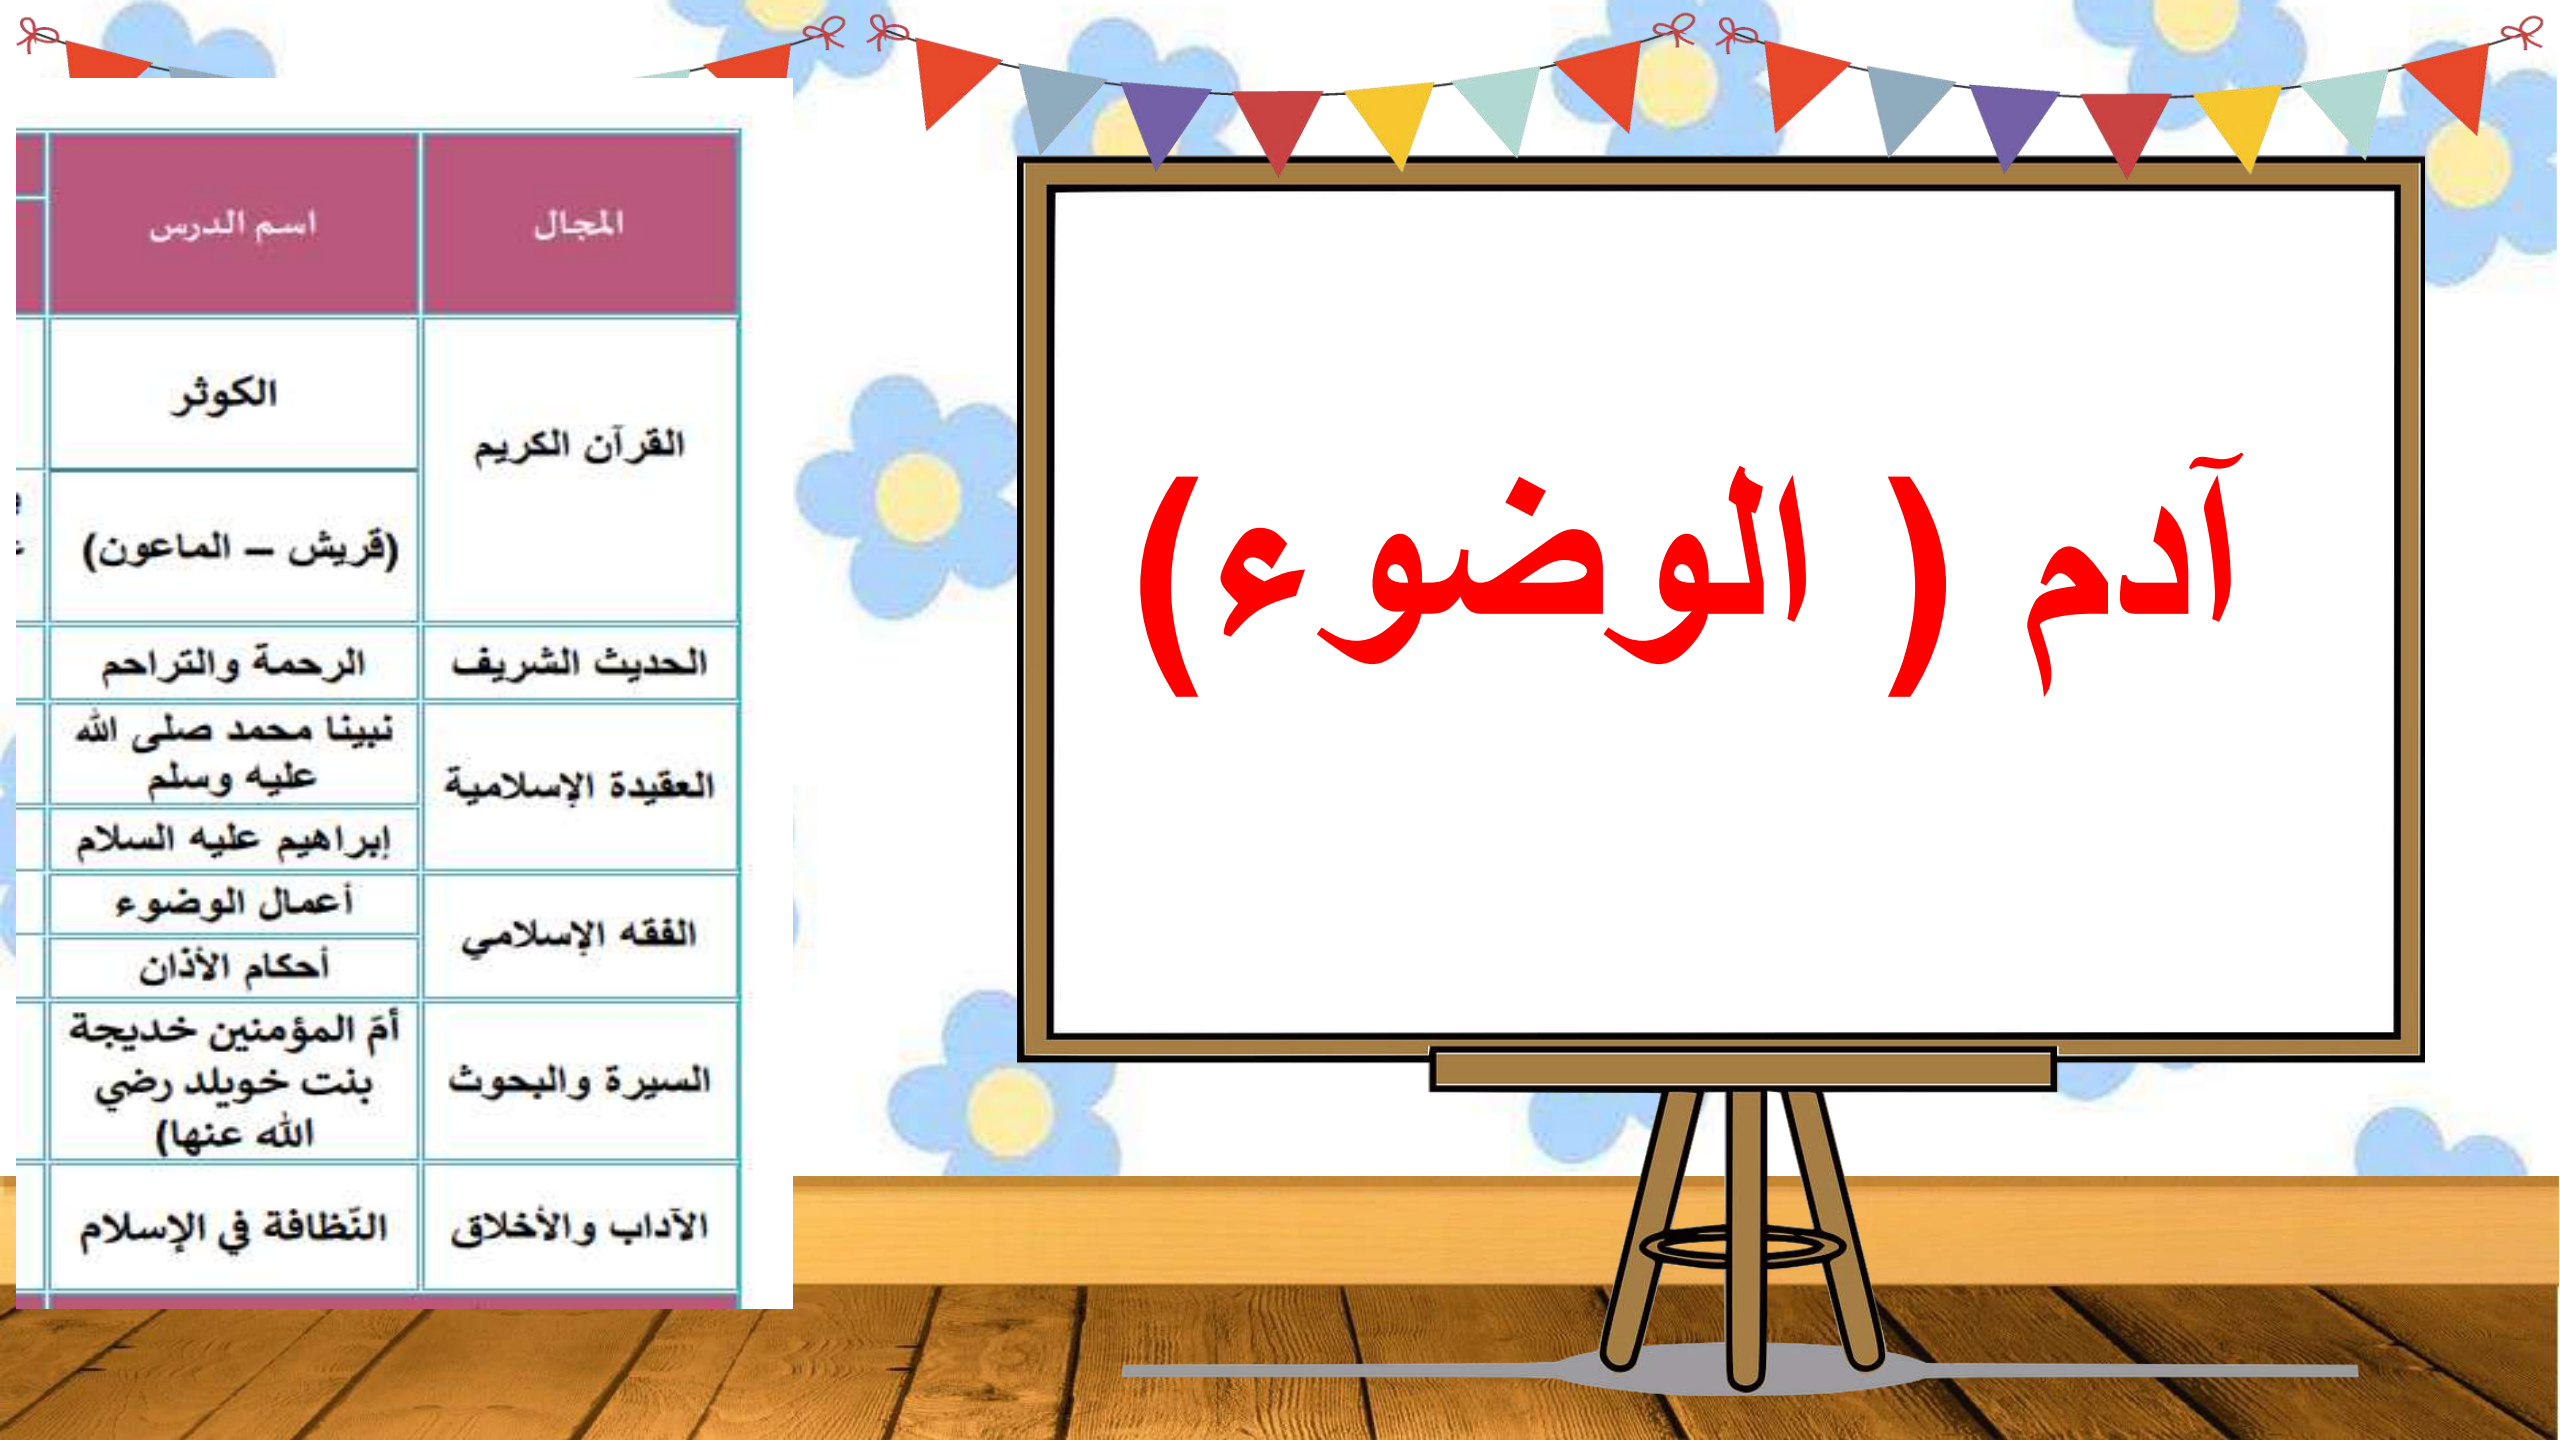 آدم ( الوضوء)
المجال
اسم الدرس
القرآن الكريم
الكوثر
(قريش – الماعون)
الحديث الشريف
الرحمة والتراحم
العقيدة الإسلامية
نبينا محمد صلى الله
عليه وسلم
إبراهيم عليه السلام
الفقه الإسلامي
أعمال الوضوء
أحكام الأذان
السيرة والبحوث
أمَ المؤمنين خديجة
بنت خويلد رضي
الله عنها)
الآداب والأخلاق
النّظافة في الإسلام